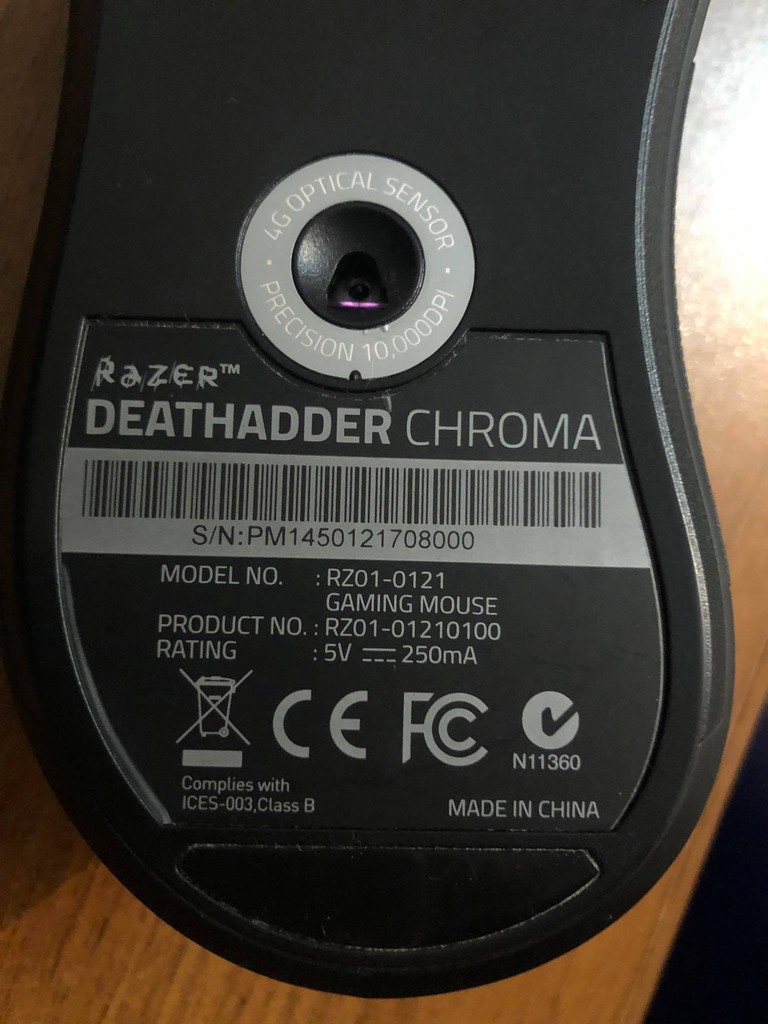 4G OPTICAL SENSOR
PRECISION 10,000DPI
RAZER™
DEATHADDER CHROMA
S/N:PM1450121708000
MODEL NO. : RZ01-0121
GAMING MOUSE
PRODUCT NO. : RZ01-01210100
RATING : 5V ⎓ 250mA
CE FC N11360
Complies with
ICES-003,Class B
MADE IN CHINA